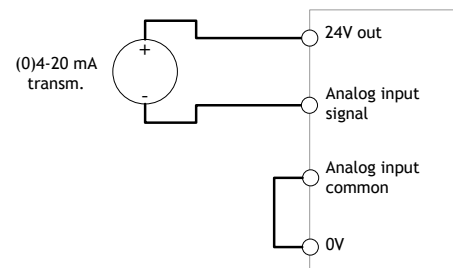 24V out
+
(0)4-20 mA
transm.
-
Analog input
signal
Analog input
common
0V